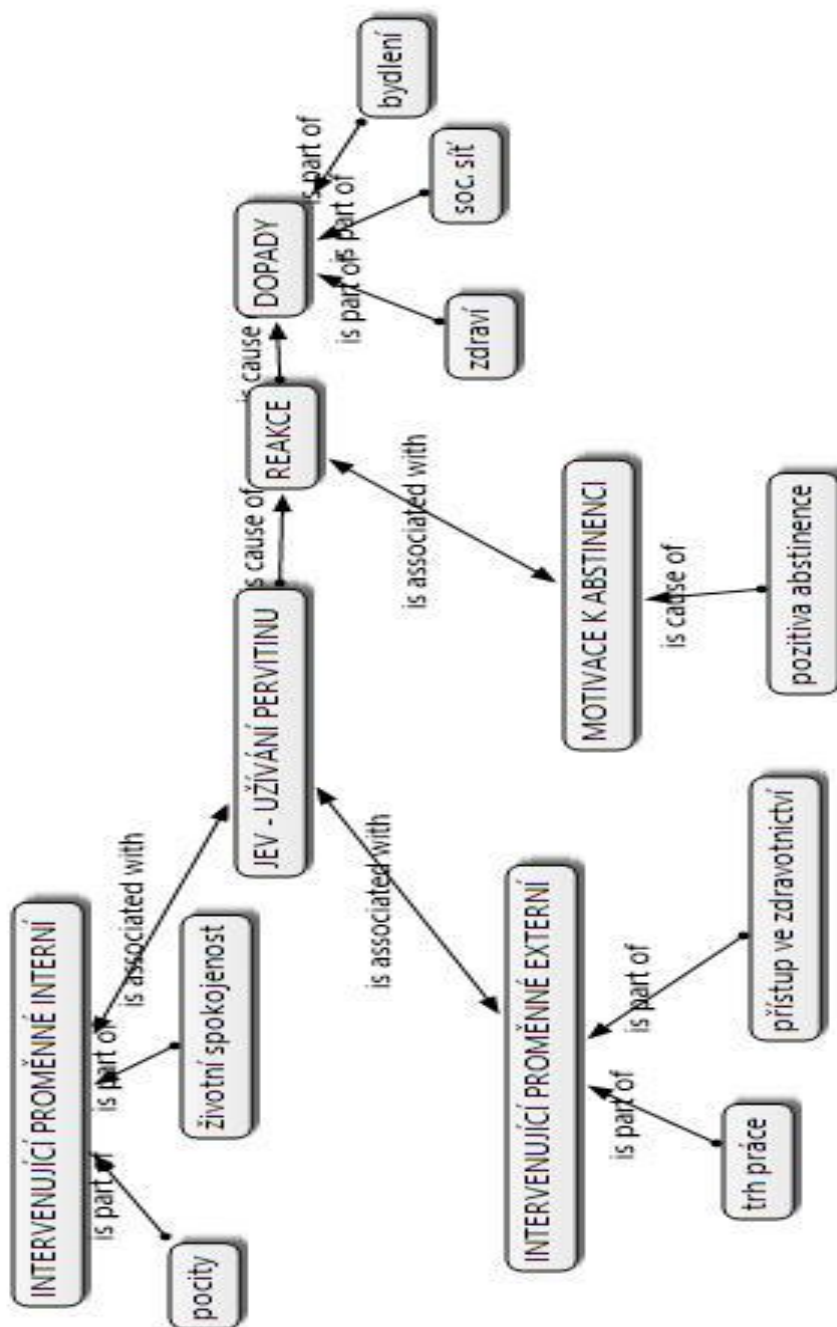 INTERVENUJÍCÍ PROMĚNNÉ INTERNÍ
is part of
is part of
is associated with
pocity
životní spokojenost
JEV - UŽÍVÁNÍ PERVITINU
is cause of
REAKCE
is cause
DOPADY
is part of
bydlení
is part of
is part of
zdraví
soc. síť
is associated with
is associated with
INTERVENUJÍCÍ PROMĚNNÉ EXTERNÍ
MOTIVACE K ABSTINENCI
is part of
is part of
is cause of
trh práce
přístup ve zdravotnictví
pozitiva abstinence